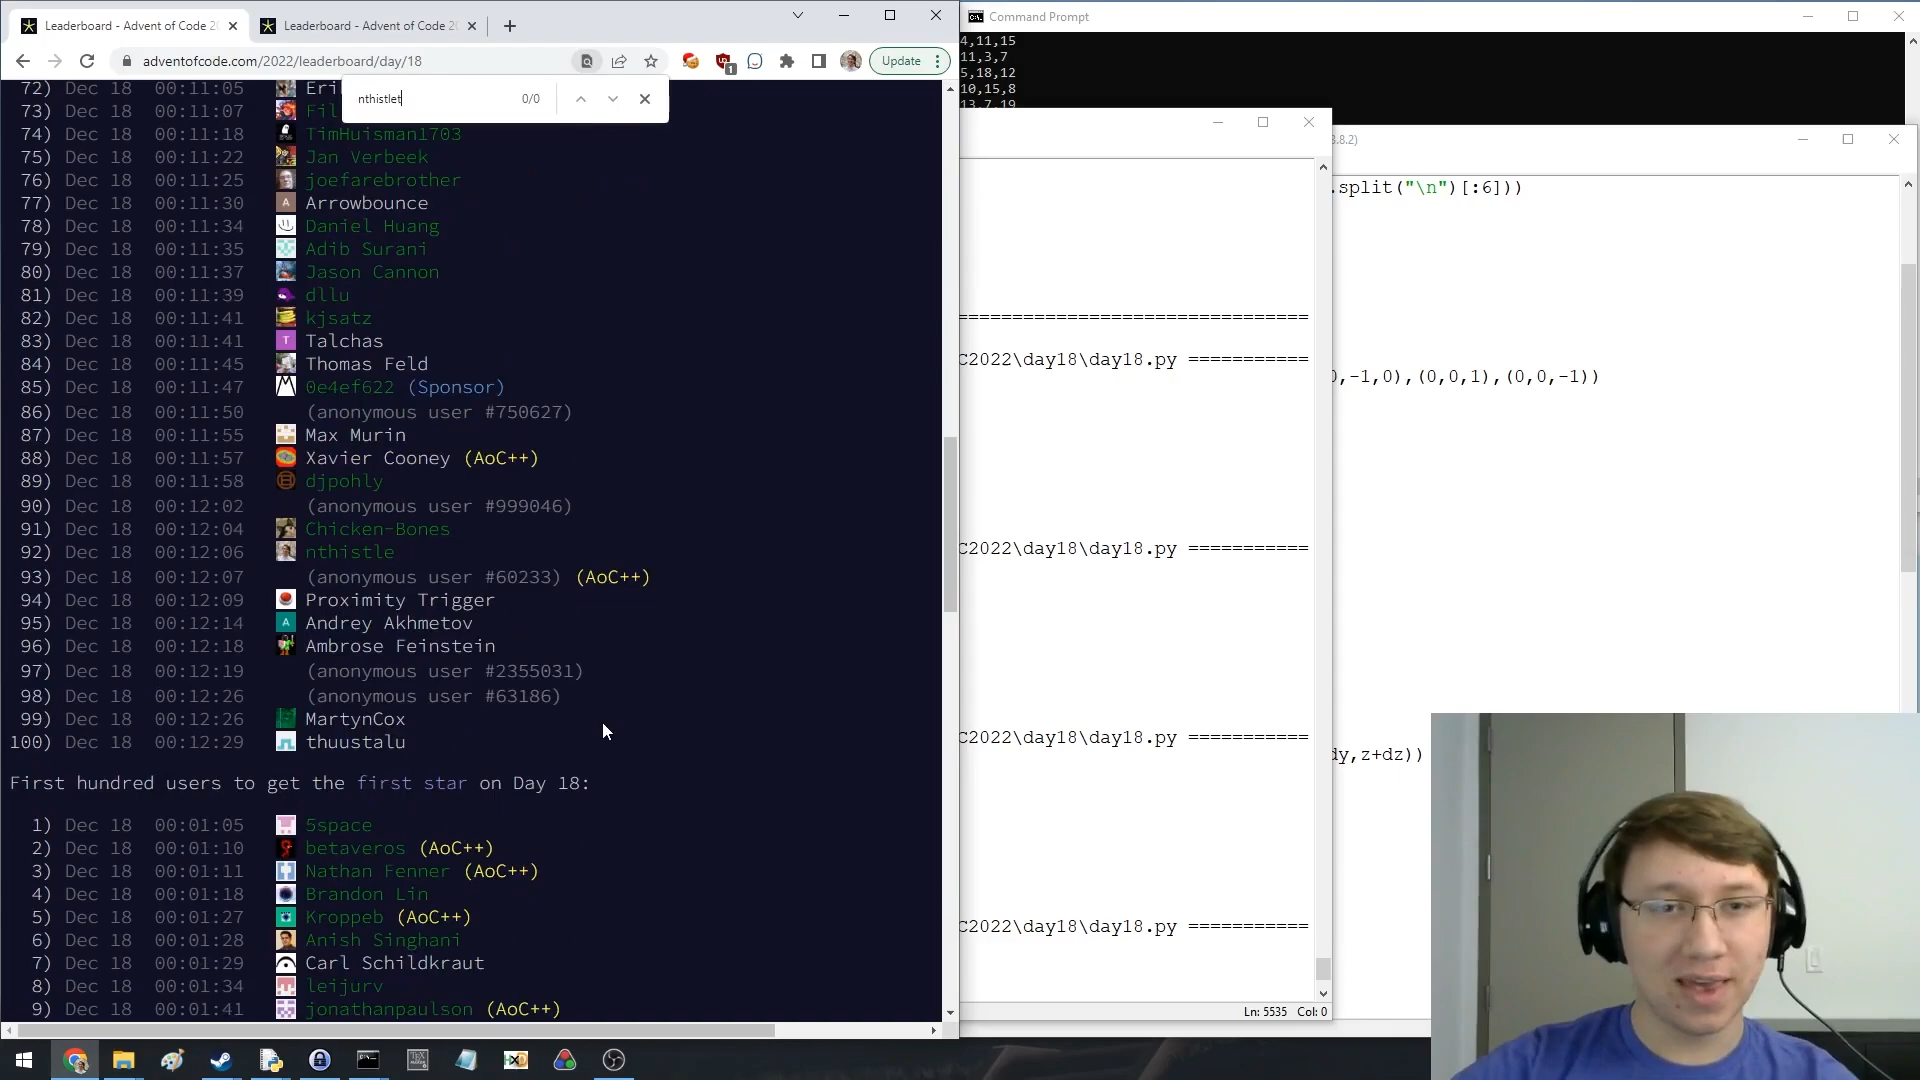 Leaderboard - Advent of Code 2
Leaderboard - Advent of Code 20
adventofcode.com/2022/leaderboard/day/18
1
Update
nthistlet
0/0
72) Dec 18 00:11:05 Eri
73) Dec 18 00:11:07 Fil
74) Dec 18 00:11:18 TimHuisman1703
75) Dec 18 00:11:22 Jan Verbeek
76) Dec 18 00:11:25 joefarebrother
77) Dec 18 00:11:30 A Arrowbounce
78) Dec 18 00:11:34 Daniel Huang
79) Dec 18 00:11:35 Adib Surani
80) Dec 18 00:11:37 Jason Cannon
81) Dec 18 00:11:39 dllu
82) Dec 18 00:11:41 kjsatz
83) Dec 18 00:11:41 T Talchas
84) Dec 18 00:11:45 Thomas Feld
85) Dec 18 00:11:47 0e4ef622 (Sponsor)
86) Dec 18 00:11:50 (anonymous user #750627)
87) Dec 18 00:11:55 Max Murin
88) Dec 18 00:11:57 Xavier Cooney (AoC++)
89) Dec 18 00:11:58 djpohly
90) Dec 18 00:12:02 (anonymous user #999046)
91) Dec 18 00:12:04 Chicken-Bones
92) Dec 18 00:12:06 nthistle
93) Dec 18 00:12:07 (anonymous user #60233) (AoC++)
94) Dec 18 00:12:09 Proximity Trigger
95) Dec 18 00:12:14 A Andrey Akhmetov
96) Dec 18 00:12:18 Ambrose Feinstein
97) Dec 18 00:12:19 (anonymous user #2355031)
98) Dec 18 00:12:26 (anonymous user #63186)
99) Dec 18 00:12:26 MartynCox
100) Dec 18 00:12:29 thuustalu
First hundred users to get the first star on Day 18:
1) Dec 18 00:01:05 5space
2) Dec 18 00:01:10 betaveros (AoC++)
3) Dec 18 00:01:11 Nathan Fenner (AoC++)
4) Dec 18 00:01:18 Brandon Lin
5) Dec 18 00:01:27 Kroppeb (AoC++)
6) Dec 18 00:01:28 Anish Singhani
7) Dec 18 00:01:29 Carl Schildkraut
8) Dec 18 00:01:34 leijurv
9) Dec 18 00:01:41 jonathanpaulson (AoC++)
Command Prompt
4,11,15
11,3,7
5,18,12
10,15,8
13,7,19
===============================
C2022\day18\day18.py ===========
C2022\day18\day18.py ===========
C2022\day18\day18.py ===========
C2022\day18\day18.py ===========
Ln: 5535 Col: 0
3.8.2)
.split("\n")[:6]))
0,-1,0),(0,0,1),(0,0,-1))
dy,z+dz))